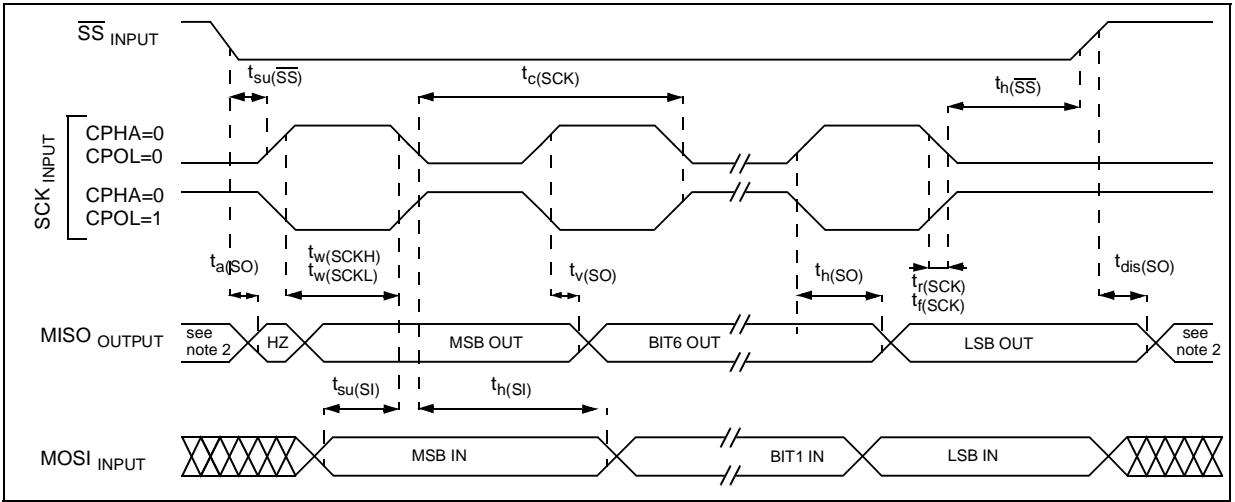 SS INPUT
tsu(SS)
tc(SCK)
th(SS)
SCK INPUT
CPHA=0
CPOL=0
CPHA=0
CPOL=1
ta(SO)
tw(SCKH)
tw(SCKL)
tv(SO)
th(SO)
tr(SCK)
tf(SCK)
tdis(SO)
MISO OUTPUT
see
note 2
HZ
MSB OUT
BIT6 OUT
LSB OUT
see
note 2
tsu(SI)
th(SI)
MOSI INPUT
MSB IN
BIT1 IN
LSB IN